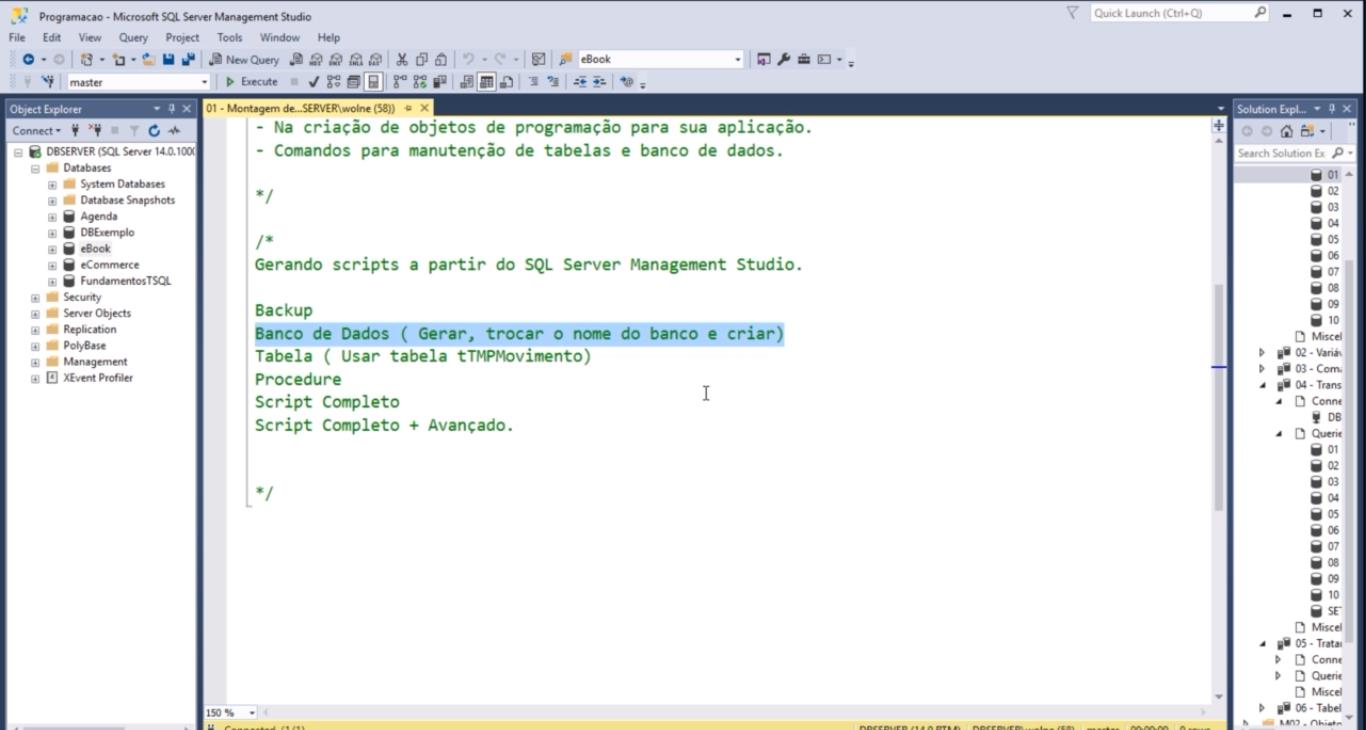 Programacao - Microsoft SQL Server Management Studio
Quick Launch (Ctrl+Q)
File Edit View Query Project Tools Window Help
New Query
eBook
master
Execute
Object Explorer
01 - Montagem de...SERVER\wolne (58))
Solution Expl...
Connect
Search Solution Ex
DBSERVER (SQL Server 14.0.100(
Databases
System Databases
Database Snapshots
Agenda
DBExemplo
eBook
eCommerce
FundamentosTSQL
Security
Server Objects
Replication
PolyBase
Management
XEvent Profiler
- Na criação de objetos de programação para sua aplicação.
- Comandos para manutenção de tabelas e banco de dados.
*/
/*
Gerando scripts a partir do SQL Server Management Studio.
Backup
Banco de Dados ( Gerar, trocar o nome do banco e criar)
Tabela ( Usar tabela tTMPMovimento)
Procedure
Script Completo
Script Completo + Avançado.
*/
150 %
01
02
03
04
05
06
07
08
09
10
Miscel
02 - Variáv
03 - Com
04 - Trans
Conne
DB
Querie
01
02
03
04
05
06
07
08
09
10
SE
Miscel
05 - Trata
Conne
Querie
Miscel
06 - Tabel
M02 - Objeto
Connected. (1/1)
DBSERVER (14.0 RTM) DBSERVER\wolne (58) master 00:00:00 0 rows